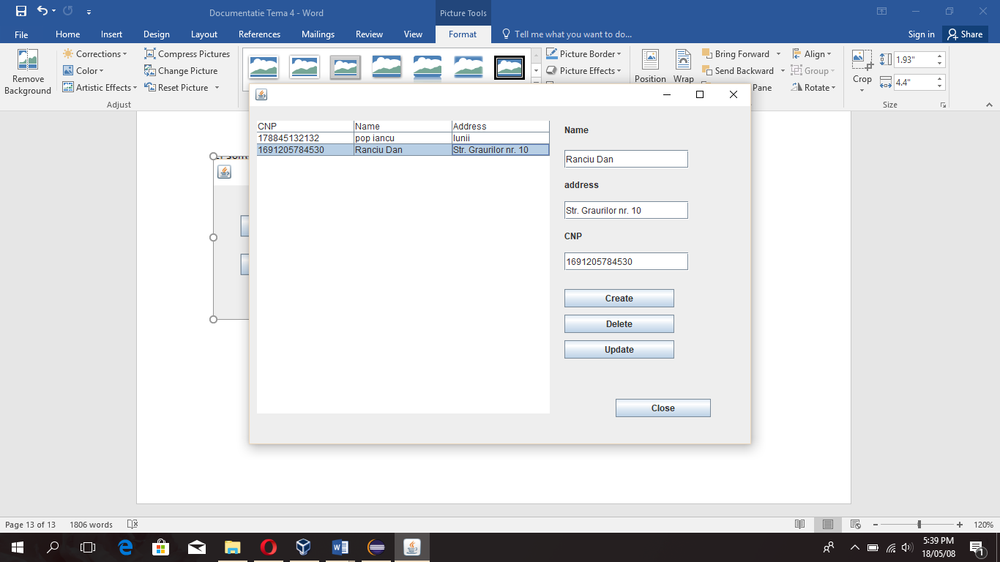 Documentatie Tema 4 - Word
Picture Tools
File Home Insert Design Layout References Mailings Review View Format Tell me what you want to do... Sign in Share
Remove Background
Corrections
Color
Artistic Effects
Compress Pictures
Change Picture
Reset Picture
Adjust
Picture Border
Picture Effects
Position
Wrap
Bring Forward
Send Backward
Pane
Align
Group
Rotate
Crop
1.93"
4.4"
Size
CNP Name Address
178845132132 pop iancu lunii
1691205784530 Ranciu Dan Str. Graurilor nr. 10
Name
Ranciu Dan
address
Str. Graurilor nr. 10
CNP
1691205784530
Create
Delete
Update
Close
Page 13 of 13 1806 words 120%
5:39 PM
18/05/08
1